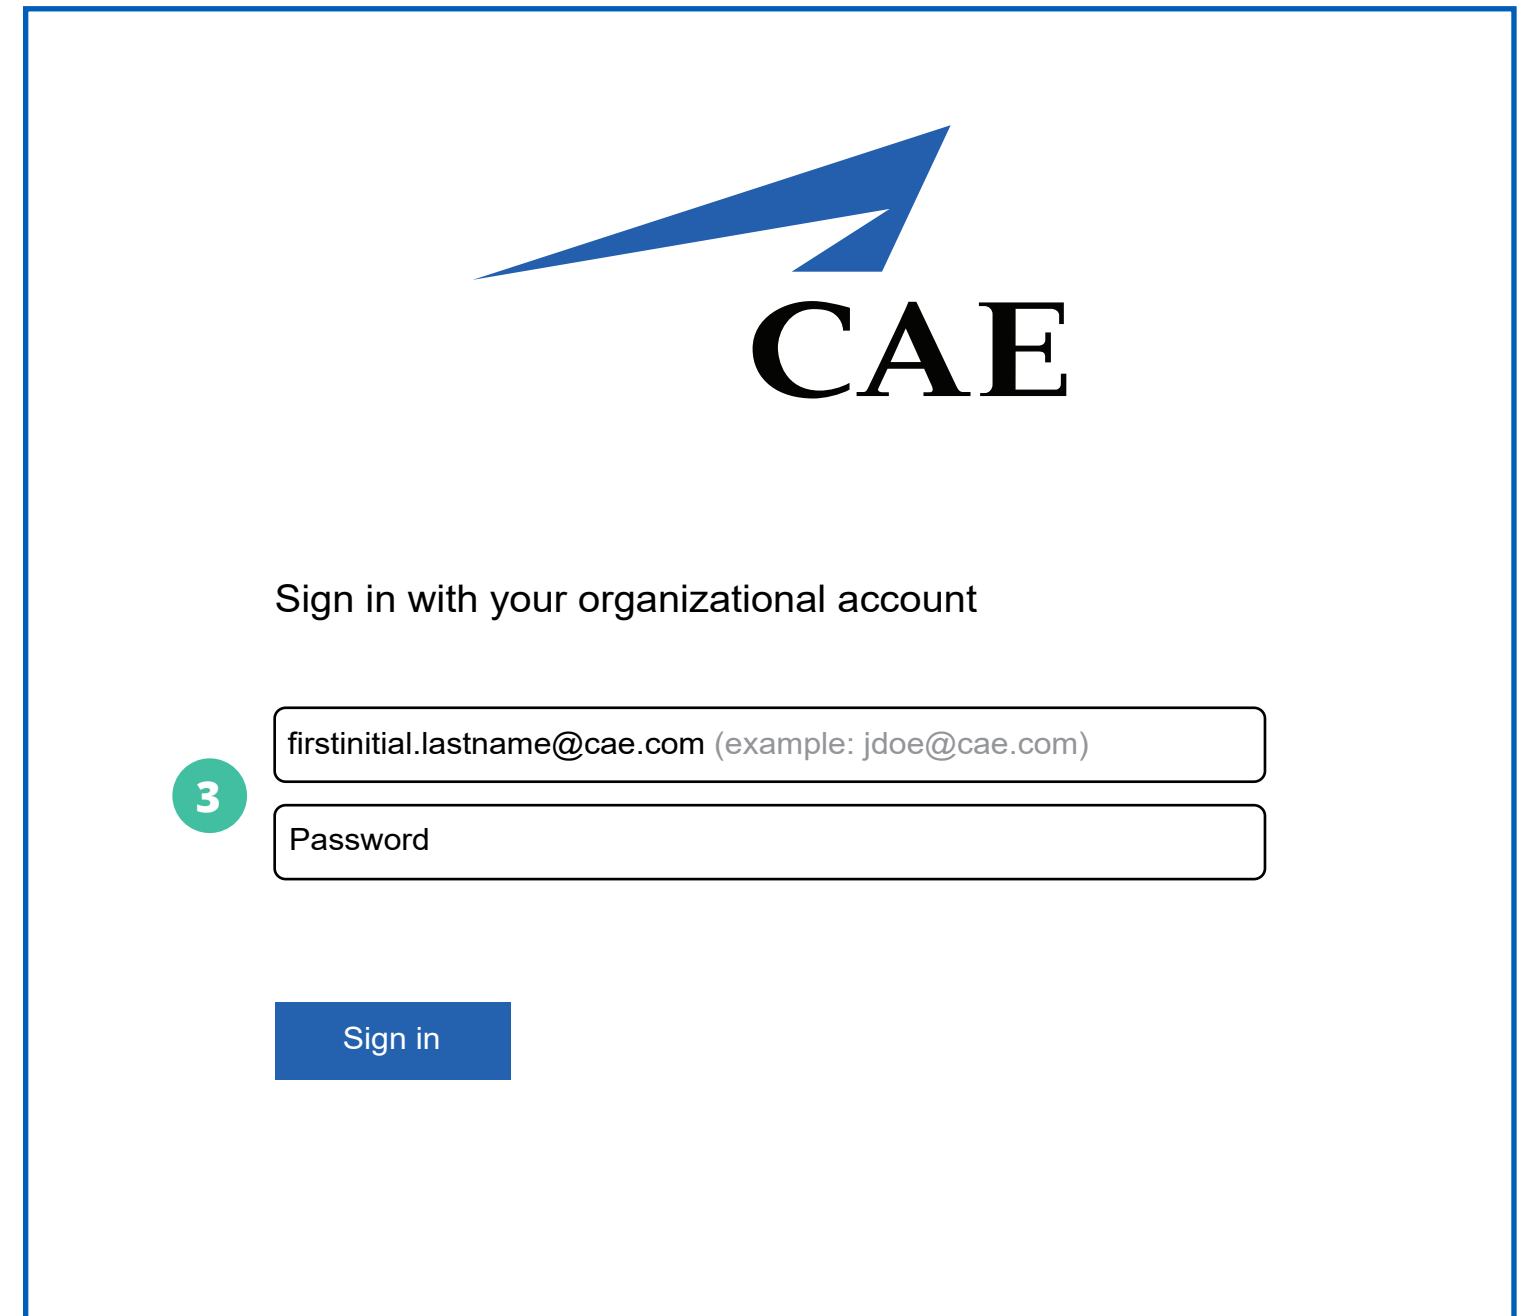 CAE
Sign in with your organizational account
firstinitial.lastname@cae.com (example: jdoe@cae.com)
3
Password
Sign in